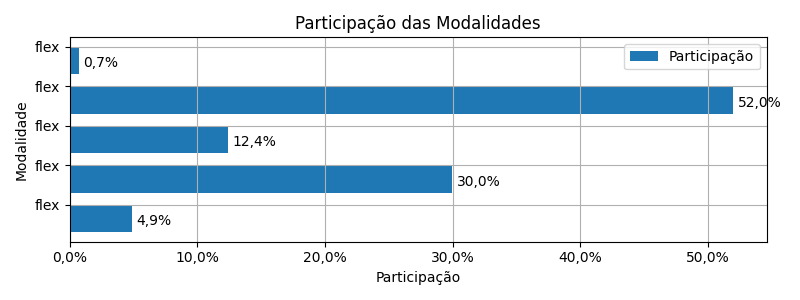 Participação das Modalidades
Participação
flex
0,7%
flex
52,0%
flex
12,4%
flex
30,0%
flex
4,9%
Modalidade
0,0% 10,0% 20,0% 30,0% 40,0% 50,0%
Participação